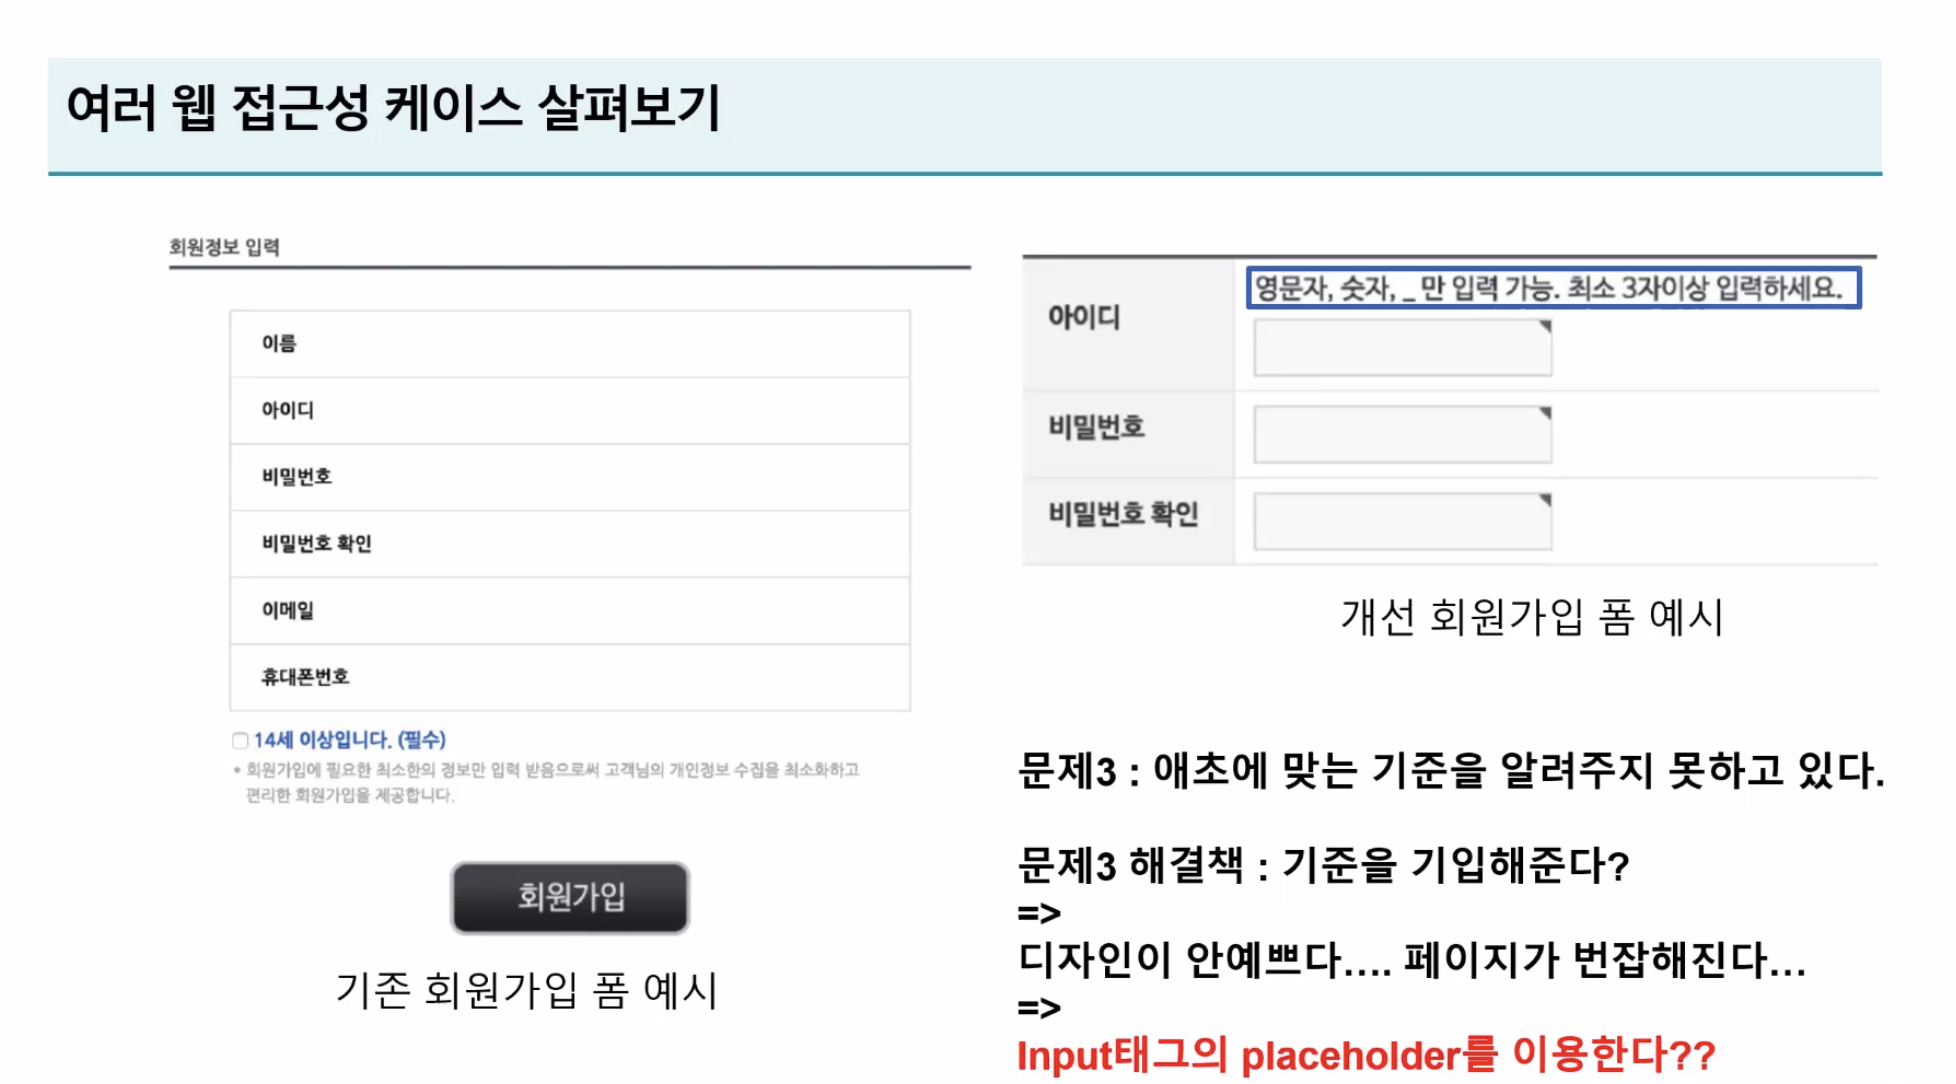 여러 웹 접근성 케이스 살펴보기
회원정보 입력
이름
아이디
비밀번호
비밀번호 확인
이메일
휴대폰번호
14세 이상입니다. (필수)
* 회원가입에 필요한 최소한의 정보만 입력 받음으로써 고객님의 개인정보 수집을 최소화하고
편리한 회원가입을 제공합니다.
회원가입
기존 회원가입 폼 예시
영문자, 숫자, _ 만 입력 가능. 최소 3자이상 입력하세요.
아이디
비밀번호
비밀번호 확인
개선 회원가입 폼 예시
문제3 : 애초에 맞는 기준을 알려주지 못하고 있다.
문제3 해결책 : 기준을 기입해준다?
=>
디자인이 안예쁘다.... 페이지가 번잡해진다...
=>
Input태그의 placeholder를 이용한다??